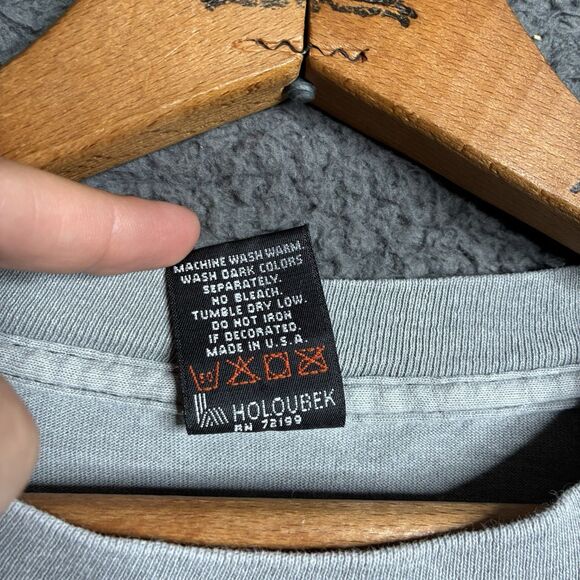 MACHINE WASH WARM.
WASH DARK COLORS
SEPARATELY.
NO BLEACH.
TUMBLE DRY LOW.
DO NOT IRON
IF DECORATED.
MADE IN U.S.A.
HOLOUBEK
RN 72199